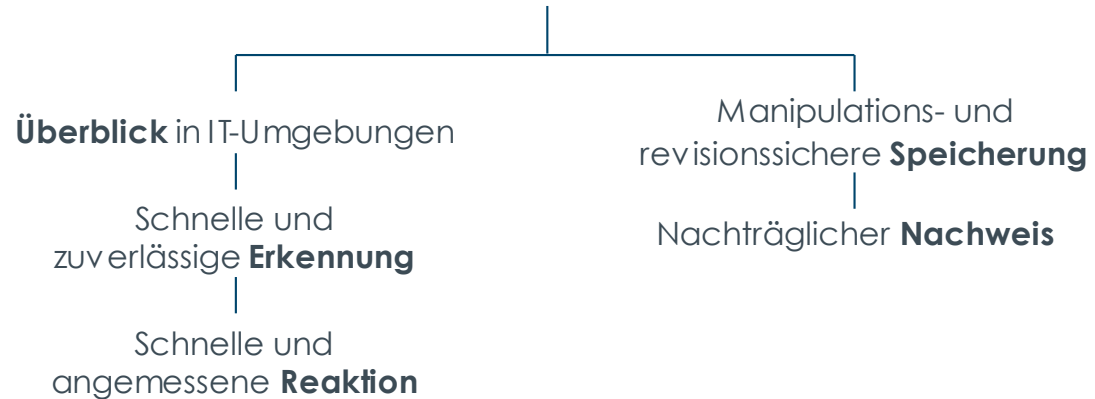 Überblick in IT-Umgebungen
Schnelle und
zuverlässige Erkennung
Schnelle und
angemessene Reaktion
Manipulations- und
revisionssichere Speicherung
Nachträglicher Nachweis